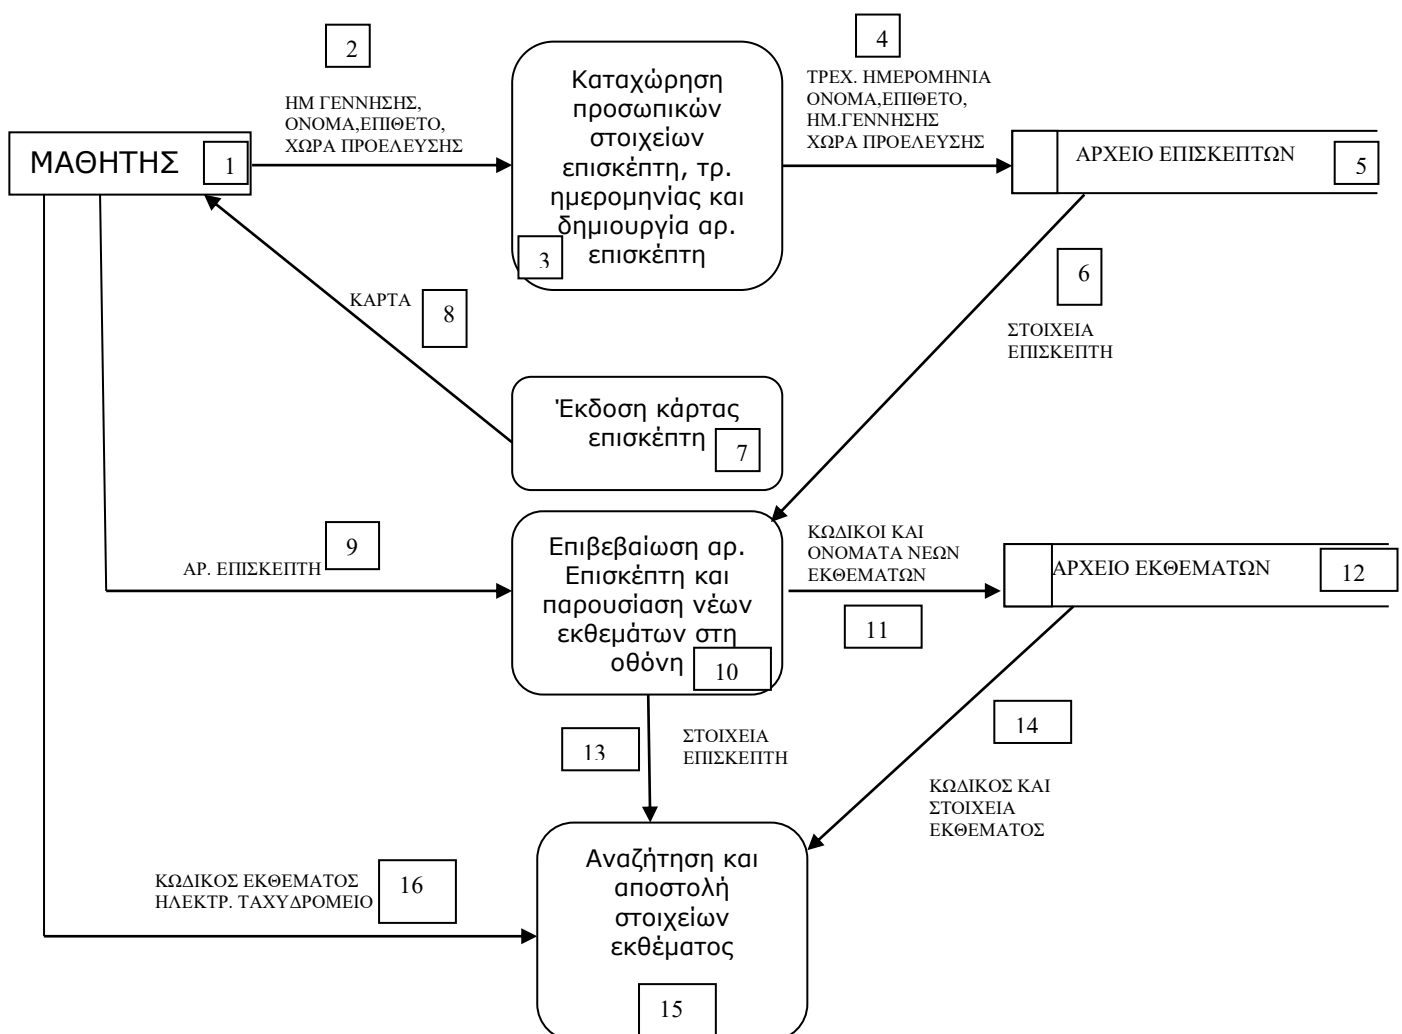 2
4
ΗΜ ΓΕΝΝΗΣΗΣ,
ΟΝΟΜΑ,ΕΠΙΘΕΤΟ,
ΧΩΡΑ ΠΡΟΕΛΕΥΣΗΣ
Καταχώρηση
προσωπικών
στοιχείων
επισκέπτη, τρ.
ημερομηνίας και
δημιουργία αρ.
επισκέπτη
3
ΤΡΕΧ. ΗΜΕΡΟΜΗΝΙΑ
ΟΝΟΜΑ,ΕΠΙΘΕΤΟ,
ΗΜ.ΓΕΝΝΗΣΗΣ
ΧΩΡΑ ΠΡΟΕΛΕΥΣΗΣ
ΜΑΘΗΤΗΣ
1
ΑΡΧΕΙΟ ΕΠΙΣΚΕΠΤΩΝ
5
6
ΣΤΟΙΧΕΙΑ
ΕΠΙΣΚΕΠΤΗ
ΚΑΡΤΑ
8
Έκδοση κάρτας
επισκέπτη
7
9
ΑΡ. ΕΠΙΣΚΕΠΤΗ
Επιβεβαίωση αρ.
Επισκέπτη και
παρουσίαση νέων
εκθεμάτων στη
οθόνη
10
ΚΩΔΙΚΟΙ ΚΑΙ
ΟΝΟΜΑΤΑ ΝΕΩΝ
ΕΚΘΕΜΑΤΩΝ
11
ΑΡΧΕΙΟ ΕΚΘΕΜΑΤΩΝ
12
13
ΣΤΟΙΧΕΙΑ
ΕΠΙΣΚΕΠΤΗ
14
ΚΩΔΙΚΟΣ ΚΑΙ
ΣΤΟΙΧΕΙΑ
ΕΚΘΕΜΑΤΟΣ
ΚΩΔΙΚΟΣ ΕΚΘΕΜΑΤΟΣ
ΗΛΕΚΤΡ. ΤΑΧΥΔΡΟΜΕΙΟ
16
Αναζήτηση και
αποστολή
στοιχείων
εκθέματος
15